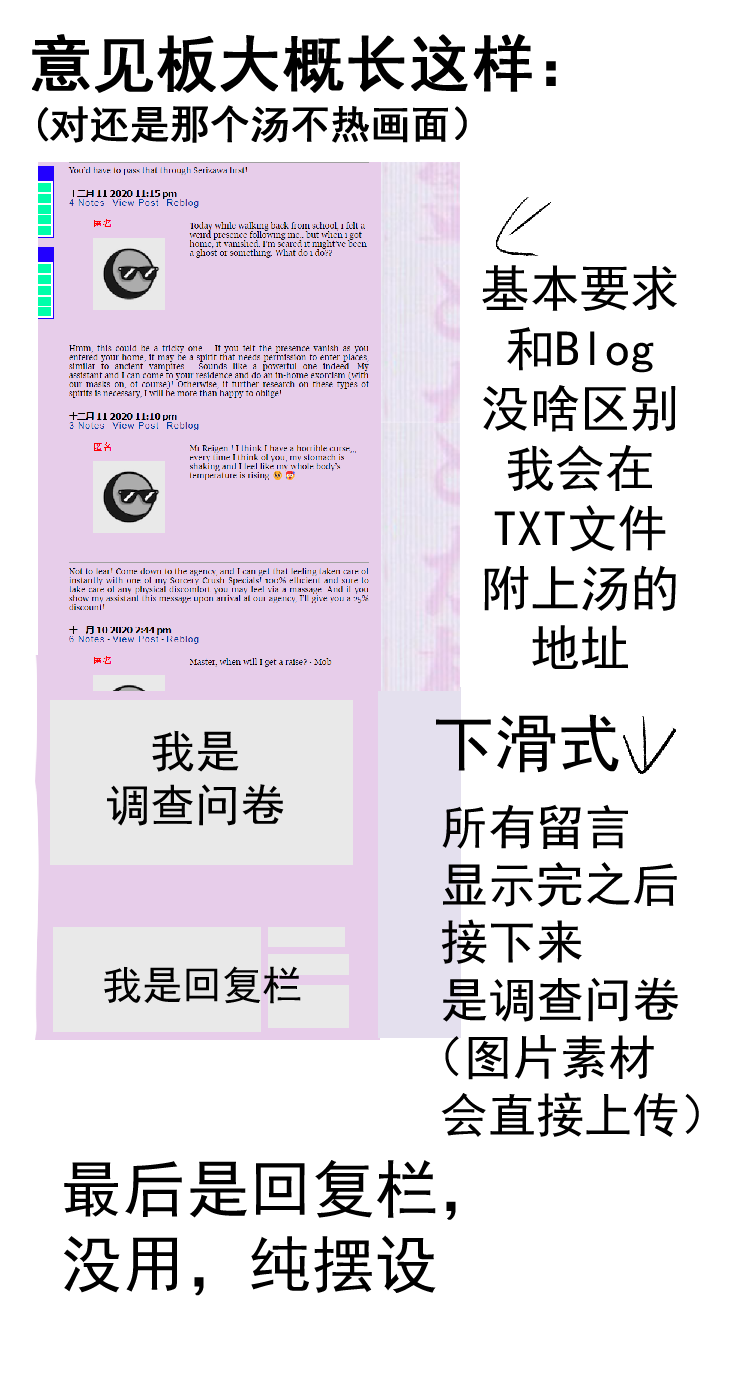 意见板大概长这样：
（对还是那个汤不热画面）
You'd have to pass that through Serizawa first!
十二月 11 2020 11:15 pm
4 Notes - View Post - Reblog
匿名
Today while walking back from school, i felt a
weird presence following me.. but when i got
home, it vanished. I'm scared it might've been
a ghost or something. What do i do??
Hmm, this could be a tricky one... If you felt the presence vanish as you
entered your home, it may be a spirit that needs permission to enter places,
similar to ancient vampires... Sounds like a powerful one indeed. My
assistant and I can come to your residence and do an in-home exorcism (with
our masks on, of course)! Otherwise, if further research on these types of
spirits is necessary, I will be more than happy to oblige!
十二月 11 2020 11:10 pm
3 Notes - View Post - Reblog
匿名
Mr Reigen ! I think I have a horrible curse,,,
every time I think of you, my stomach is
shaking and I feel like my whole body's
temperature is rising
Not to fear! Come down to the agency, and I can get that feeling taken care of
instantly with one of my Sorcery Crush Specials! 100% efficient and sure to
take care of any physical discomfort you may feel via a massage. And if you
show my assistant this message upon arrival at our agency, I'll give you a 25%
discount!
十一月 10 2020 2:44 pm
6 Notes - View Post - Reblog
匿名
Master, when will I get a raise? - Mob
基本要求
和Blog
没啥区别
我会在
TXT文件
附上汤的
地址
我是
调查问卷
我是回复栏
下滑式
所有留言
显示完之后
接下来
是调查问卷
（图片素材
会直接上传）
最后是回复栏，
没用，纯摆设